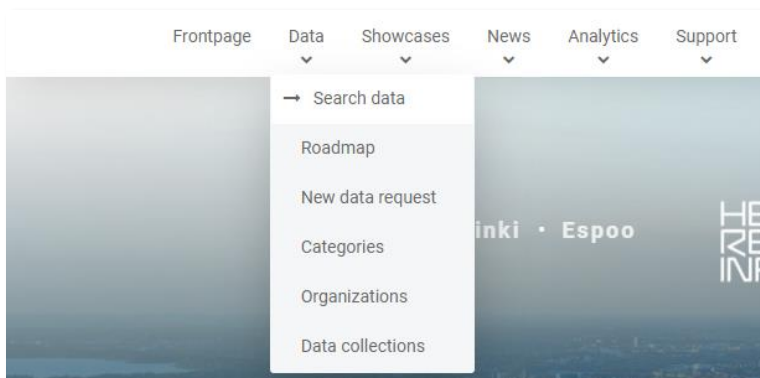 Frontpage Data Showcases News Analytics Support
Search data
Roadmap
New data request
inki • Espoo
Categories
Organizations
Data collections